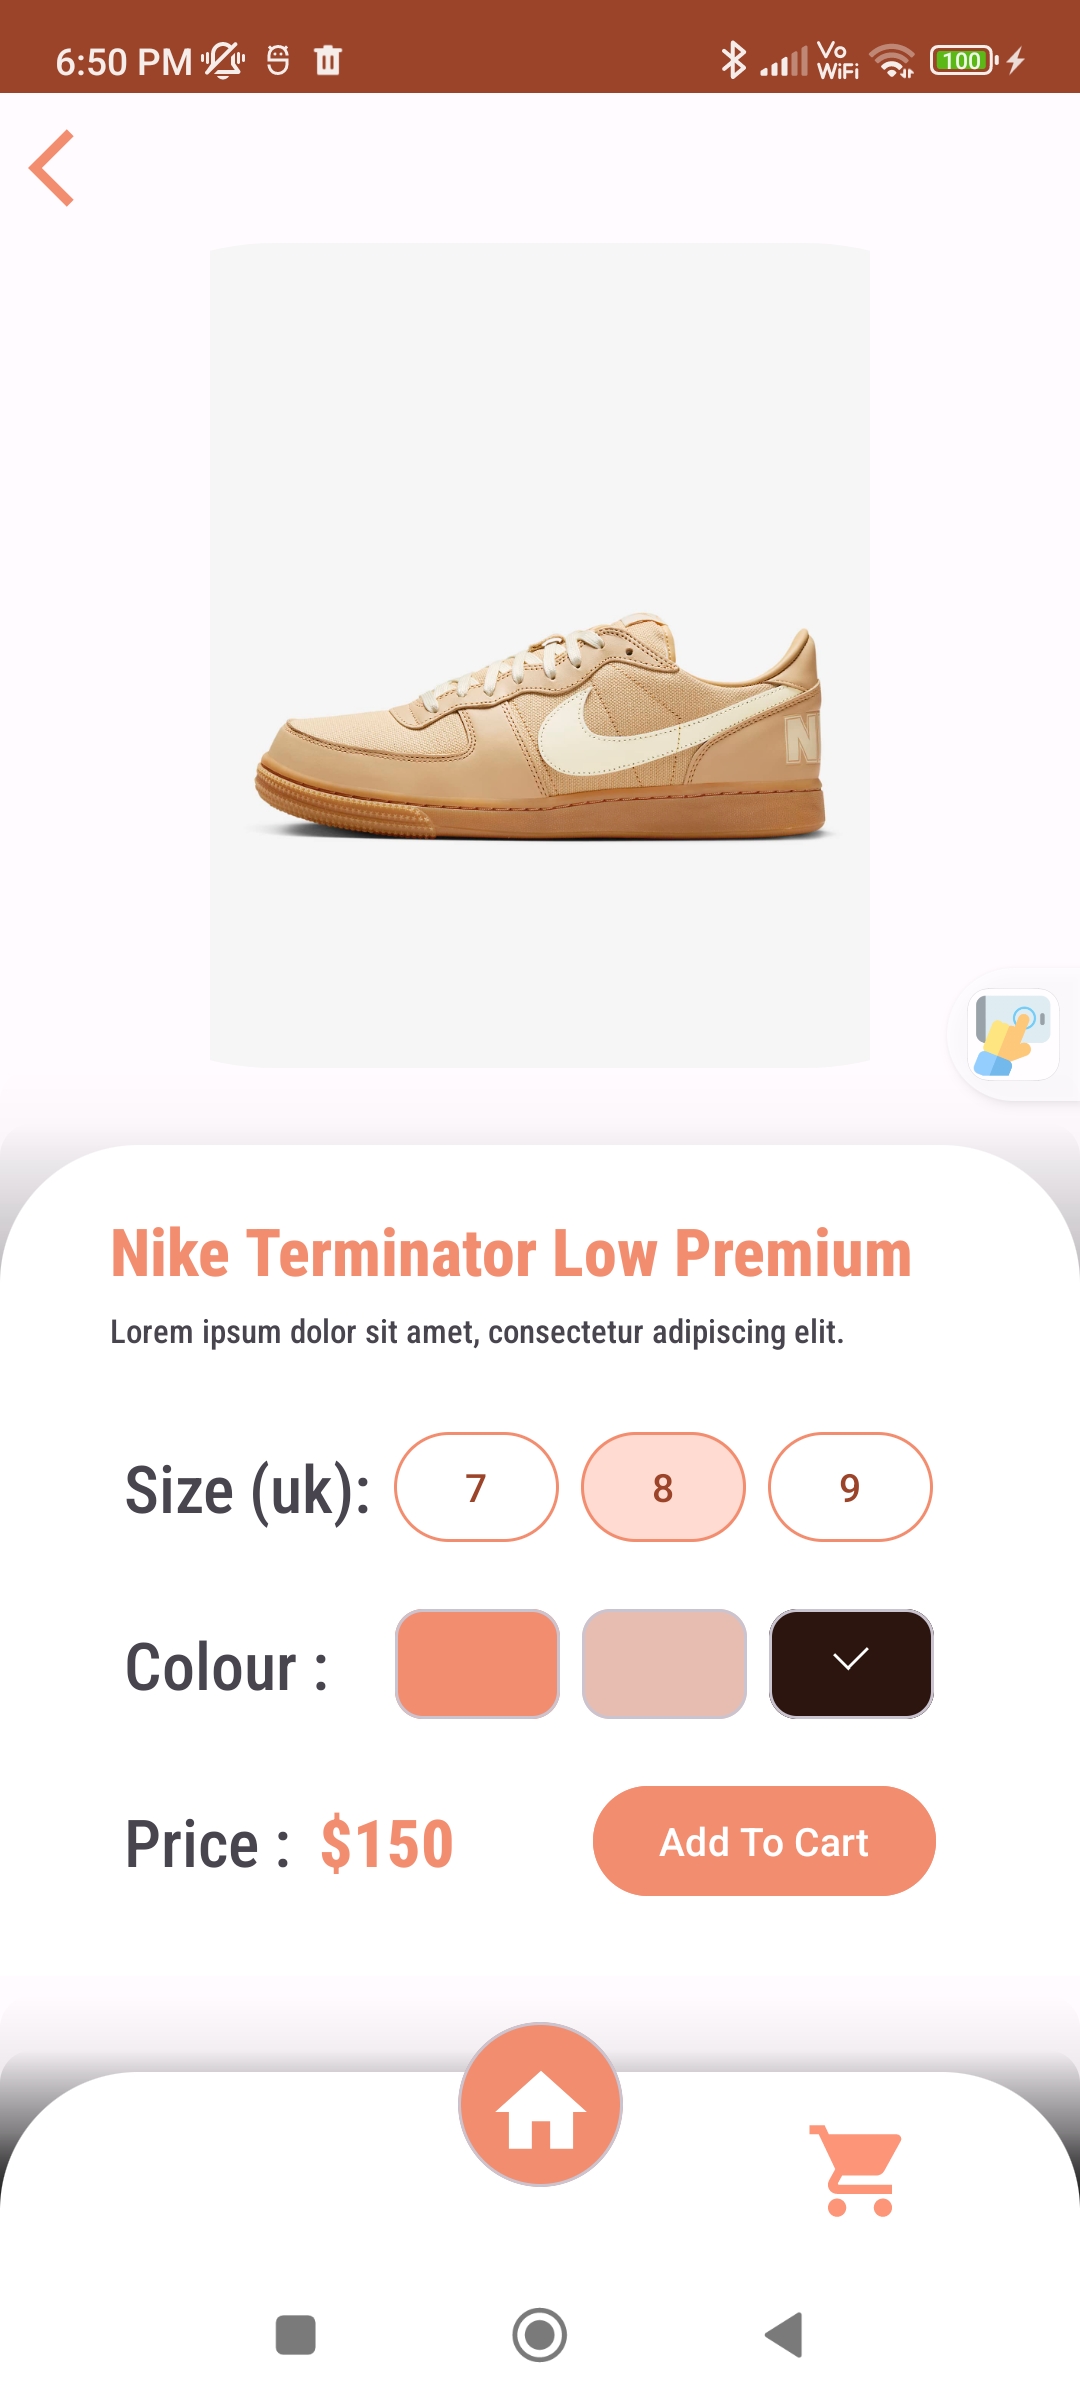 6:50 PM
Vo
WiFi
100
N
Nike Terminator Low Premium
Lorem ipsum dolor sit amet, consectetur adipiscing elit.
Size (uk): 7 8 9
Colour :
Price : $150 Add To Cart